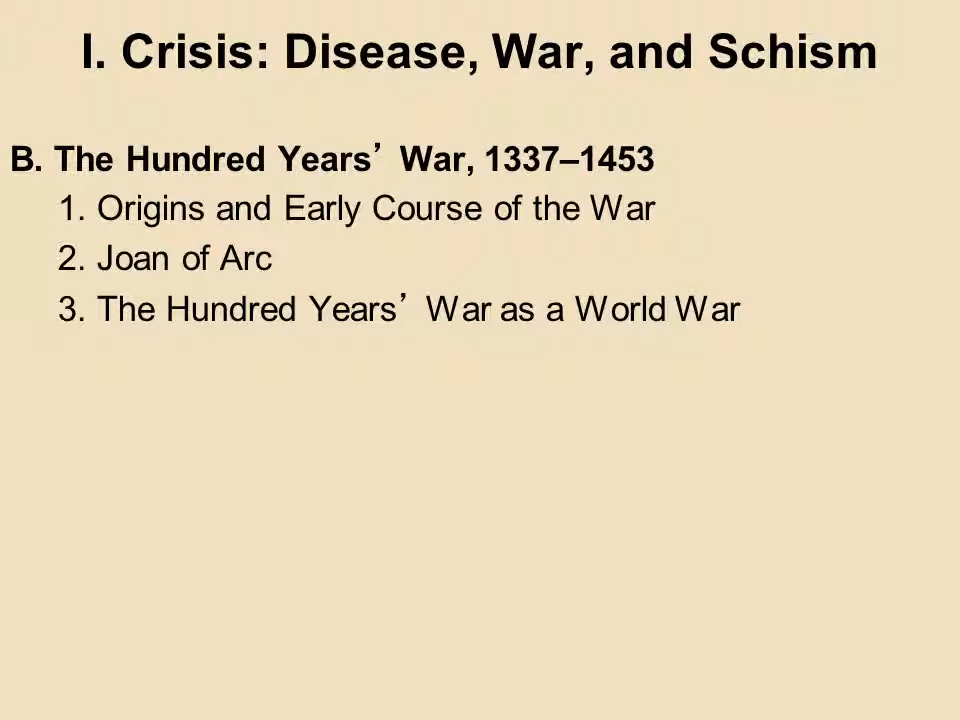 I. Crisis: Disease, War, and Schism
B. The Hundred Years’ War, 1337–1453
1. Origins and Early Course of the War
2. Joan of Arc
3. The Hundred Years’ War as a World War